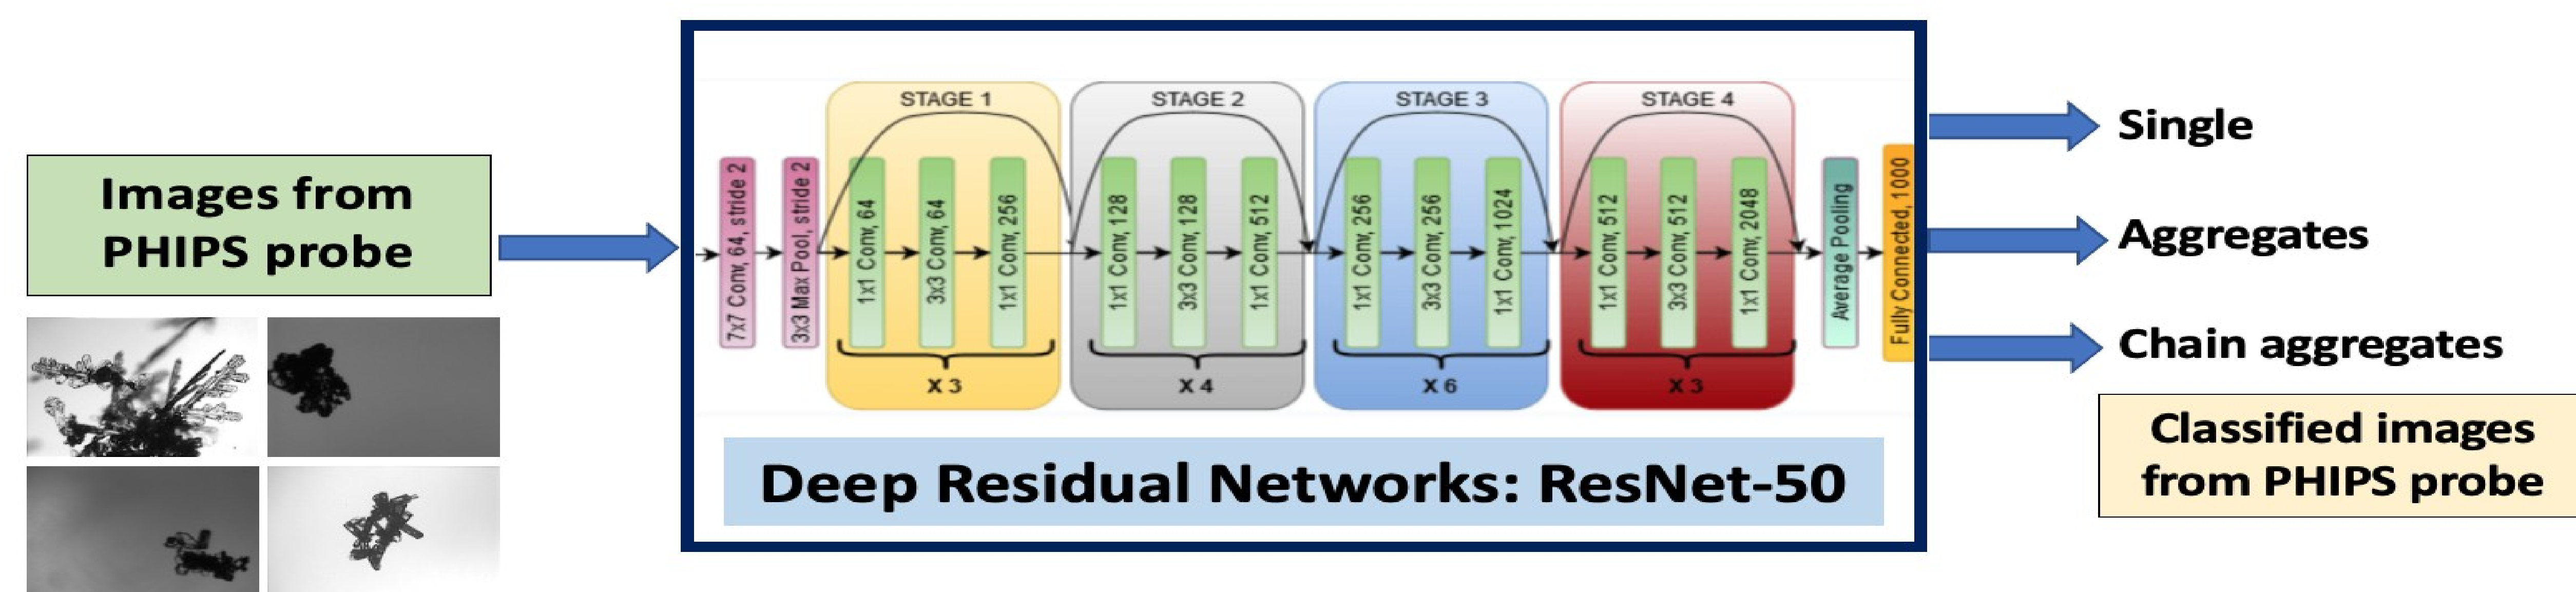 Images from
PHIPS probe
7x7 Conv, 64, stride 2
3x3 Max Pool, stride 2
STAGE 1
1x1 Conv, 64
3x3 Conv, 64
1x1 Conv, 256
X 3
STAGE 2
1x1 Conv, 128
3x3 Conv, 128
1x1 Conv, 512
X 4
STAGE 3
1x1 Conv, 256
3x3 Conv, 256
1x1 Conv, 1024
X 6
STAGE 4
1x1 Conv, 512
3x3 Conv, 512
1x1 Conv, 2048
X 3
Average Pooling
Fully Connected, 1000
Deep Residual Networks: ResNet-50
Single
Aggregates
Chain aggregates
Classified images
from PHIPS probe